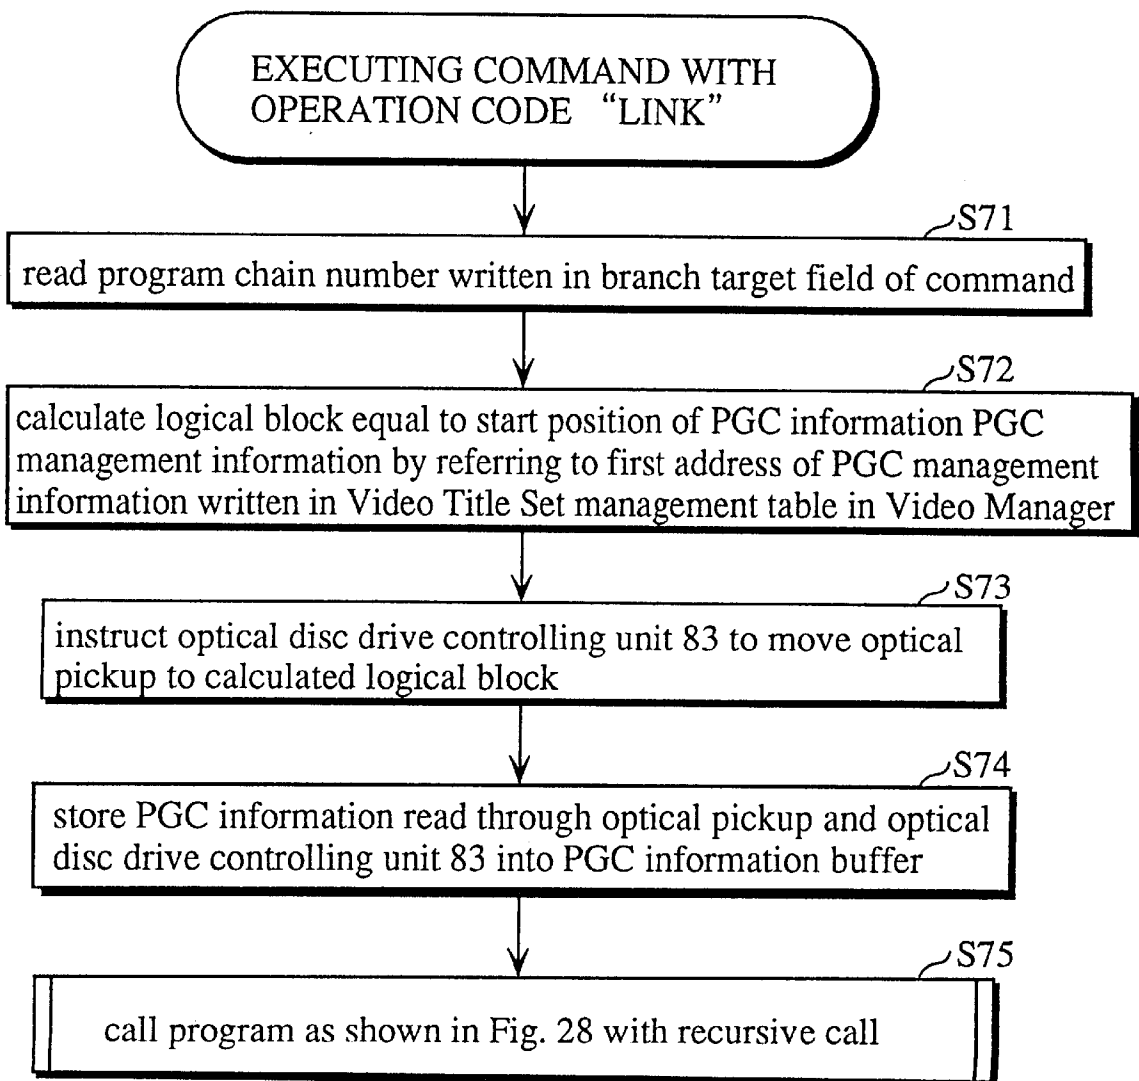 EXECUTING COMMAND WITH
OPERATION CODE “LINK”
S71
read program chain number written in branch target field of command
S72
calculate logical block equal to start position of PGC information PGC
management information by referring to first address of PGC management
information written in Video Title Set management table in Video Manager
S73
instruct optical disc drive controlling unit 83 to move optical
pickup to calculated logical block
S74
store PGC information read through optical pickup and optical
disc drive controlling unit 83 into PGC information buffer
S75
call program as shown in Fig. 28 with recursive call